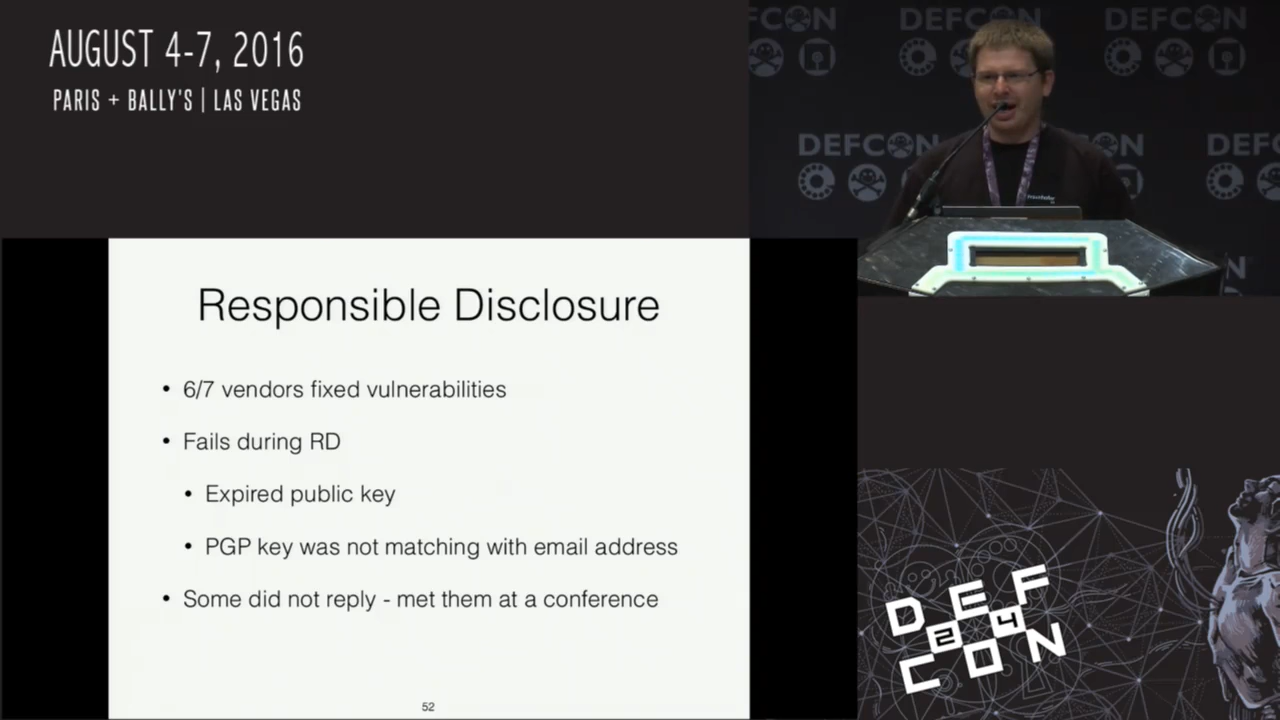 AUGUST 4-7, 2016
PARIS + BALLY'S | LAS VEGAS
DEFCON
DEFCON
DEFCON
DEFCON
Responsible Disclosure
• 6/7 vendors fixed vulnerabilities
• Fails during RD
• Expired public key
• PGP key was not matching with email address
• Some did not reply - met them at a conference
52
DEF
24
CON